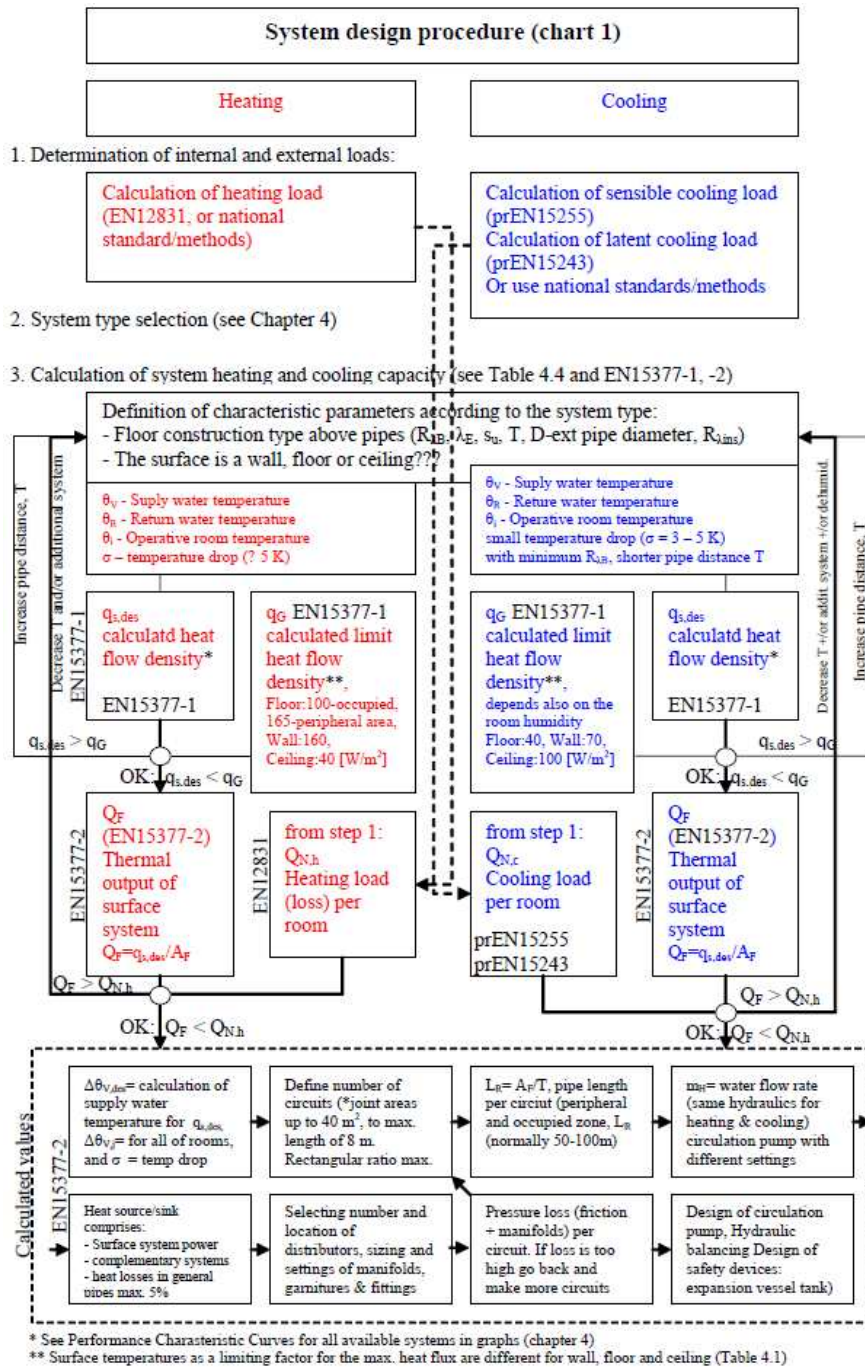 System design procedure (chart 1)
Heating
Cooling
1. Determination of internal and external loads:
Calculation of heating load
(EN12831, or national
standard/methods)
Calculation of sensible cooling load
(prEN15255)
Calculation of latent cooling load
(prEN15243)
Or use national standards/methods
2. System type selection (see Chapter 4)
3. Calculation of system heating and cooling capacity (see Table 4.4 and EN15377-1, -2)
Definition of characteristic parameters according to the system type:
- Floor construction type above pipes (RλB, λE, su, T, D-ext pipe diameter, Rλins)
- The surface is a wall, floor or ceiling???
θV - Suply water temperature
θR - Returе water temperature
θi - Operative room temperature
σ – temperature drop (? 5 K)
θV - Suply water temperature
θR - Returе water temperature
θi - Operative room temperature
small temperature drop (σ = 3 – 5 K)
with minimum RλB, shorter pipe distance T
Increase pipe distance, T
Decrease T and/or additional system
EN15377-1
qs,des
calculatd heat
flow density*
EN15377-1
qG EN15377-1
calculated limit
heat flow
density**,
Floor:100-occupied,
165-peripheral area,
Wall:160,
Ceiling:40 [W/m²]
qG EN15377-1
calculated limit
heat flow
density**,
depends also on the
room humidity
Floor:40, Wall:70,
Ceiling:100 [W/m²]
qs,des
calculatd heat
flow density*
EN15377-1
Decrease T +/or addit. system +/or dehumid.
Increase pipe distance, T
qs,des > qG
OK: qs,des < qG
qs,des > qG
OK: qs,des < qG
EN15377-2
QF
(EN15377-2)
Thermal
output of
surface
system
QF=qs,des/AF
EN12831
from step 1:
QN,h
Heating load
(loss) per
room
from step 1:
QN,c
Cooling load
per room
prEN15255
prEN15243
EN15377-2
QF
(EN15377-2)
Thermal
output of
surface
system
QF=qs,des/AF
QF > QN,h
OK: QF < QN,h
QF > QN,h
OK: QF < QN,h
Calculated values
EN15377-2
ΔθV,des= calculation of
supply water
temperature for qs,des,
ΔθV,j= for all of rooms,
and σ = temp drop
Define number of
circuits (*joint areas
up to 40 m², to max.
length of 8 m.
Rectangular ratio max.
LR= AF/T, pipe length
per circiut (peripheral
and occupied zone, LR
(normally 50-100m)
mH= water flow rate
(same hydraulics for
heating & cooling)
circulation pump with
different settings
Heat source/sink
comprises:
- Surface system power
- complementary systems
- heat losses in general
pipes max. 5%
Selecting number and
location of
distributors, sizing and
settings of manifolds,
garnitures & fittings
Pressure loss (friction
+ manifolds) per
circuit. If loss is too
high go back and
make more circuits
Design of circulation
pump, Hydraulic
balancing Design of
safety devices:
expansion vessel tank)
* See Performance Charasteristic Curves for all available systems in graphs (chapter 4)
** Surface temperatures as a limiting factor for the max. heat flux are different for wall, floor and ceiling (Table 4.1)